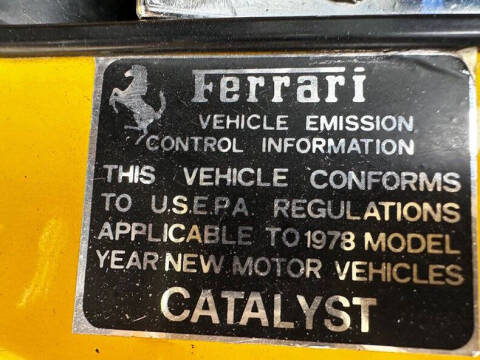 Ferrari
VEHICLE EMISSION
CONTROL INFORMATION
THIS VEHICLE CONFORMS
TO U.S.E.P.A REGULATIONS
APPLICABLE TO 1978 MODEL
YEAR NEW MOTOR VEHICLES
CATALYST